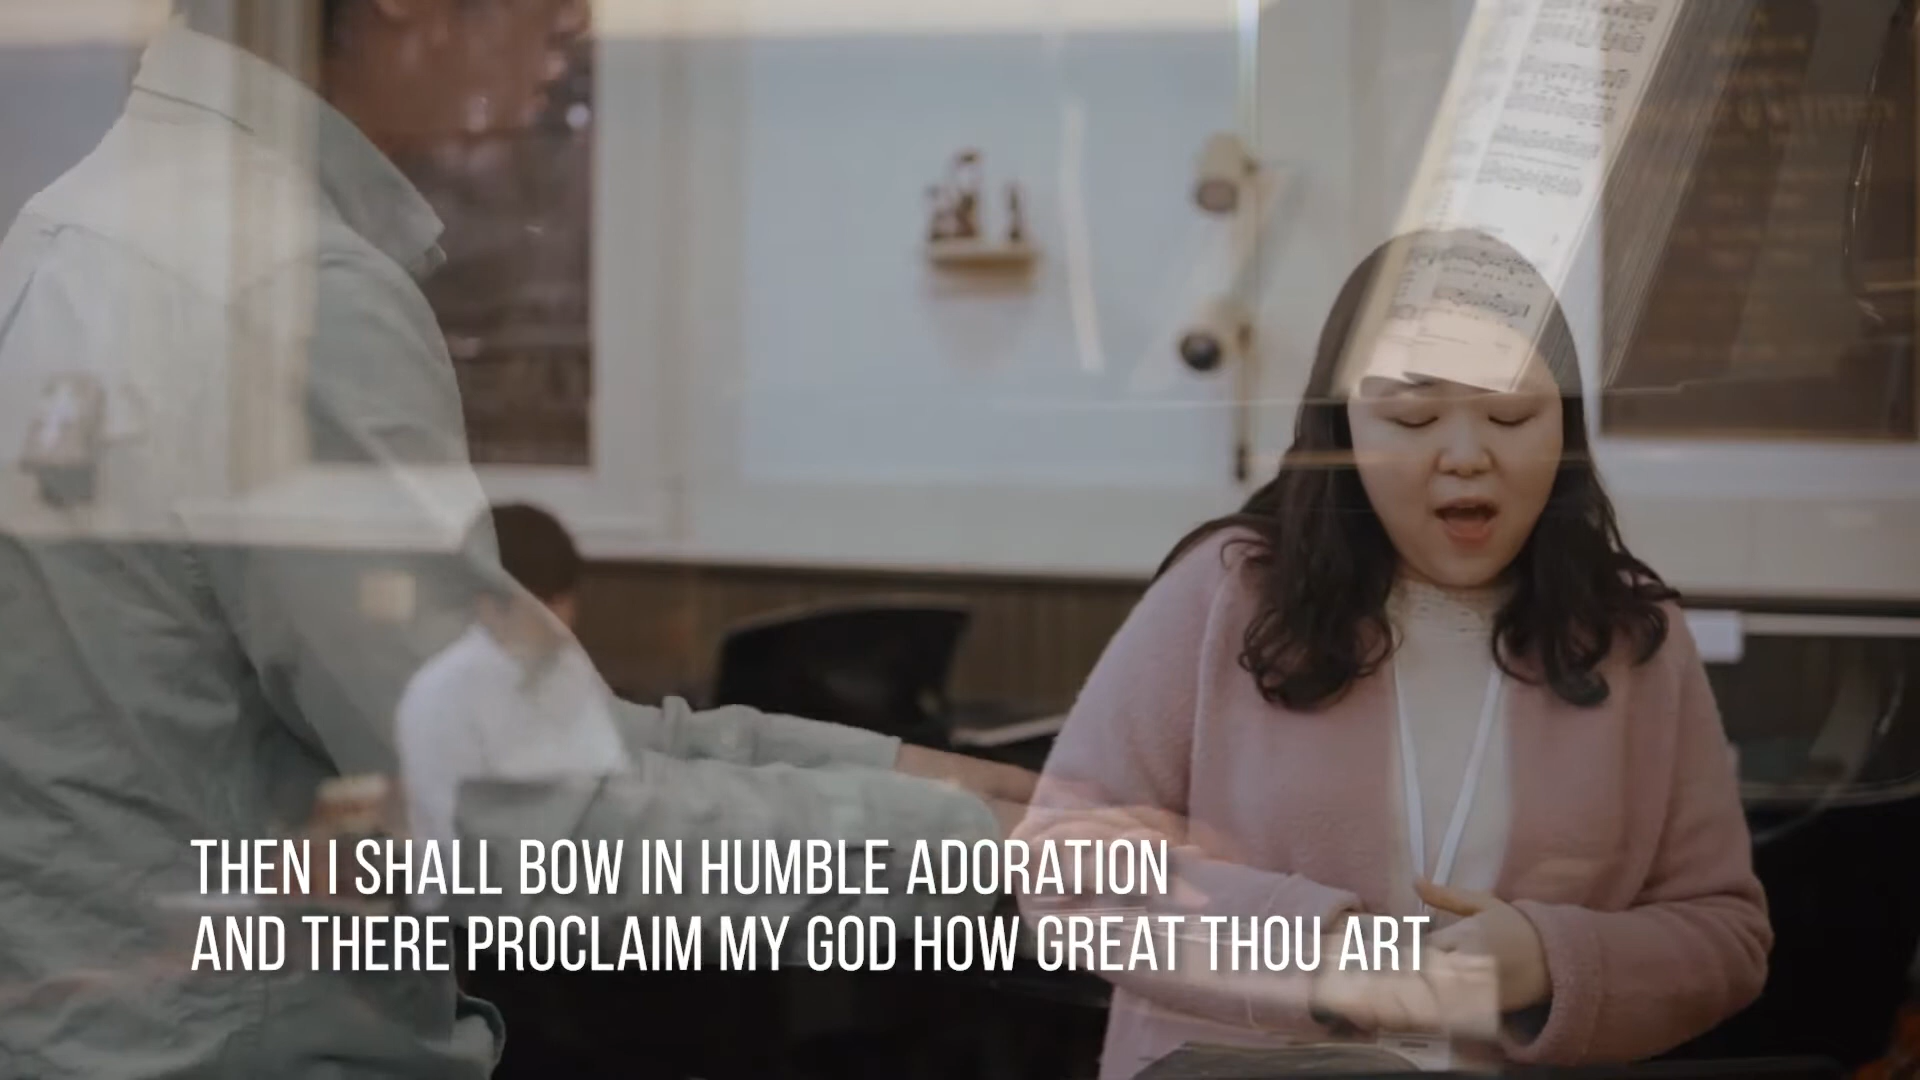 THEN I SHALL BOW IN HUMBLE ADORATION
AND THERE PROCLAIM MY GOD HOW GREAT THOU ART